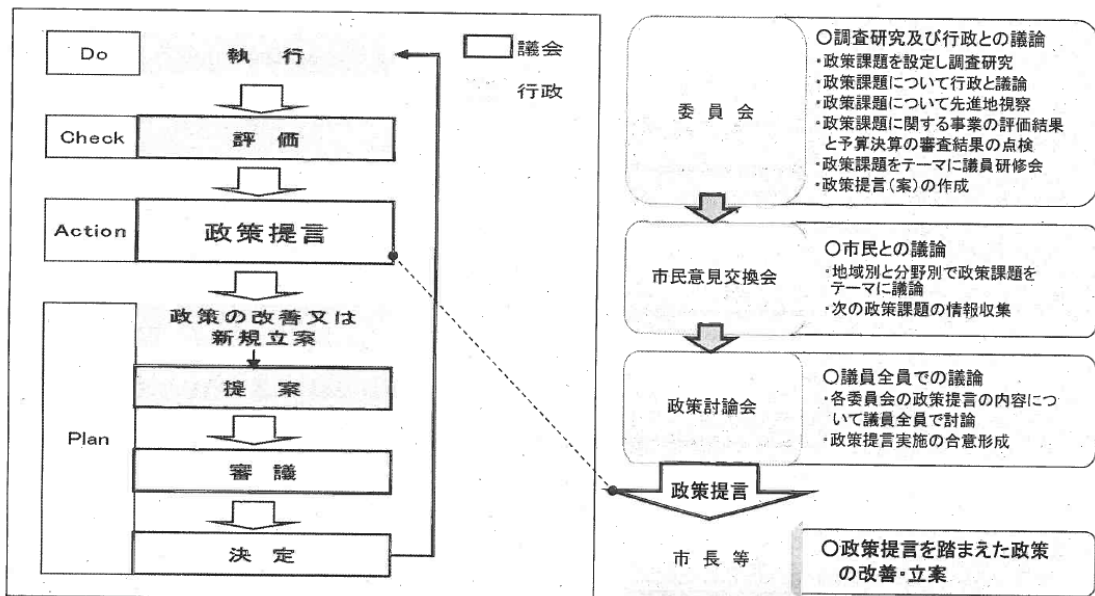 Do
執行
議会
行政
Check
評価
Action
政策提言
政策の改善又は
新規立案
Plan
提案
審議
決定
委員会
○調査研究及び行政との議論
・政策課題を設定し調査研究
・政策課題について行政と議論
・政策課題について先進地視察
・政策課題に関する事業の評価結果
と予算決算の審査結果の点検
・政策課題をテーマに議員研修会
・政策提言(案)の作成
市民意見交換会
○市民との議論
・地域別と分野別で政策課題を
テーマに議論
・次の政策課題の情報収集
政策討論会
○議員全員での議論
・各委員会の政策提言の内容につ
いて議員全員で討論
・政策提言実施の合意形成
政策提言
市長等
○政策提言を踏まえた政策
の改善・立案